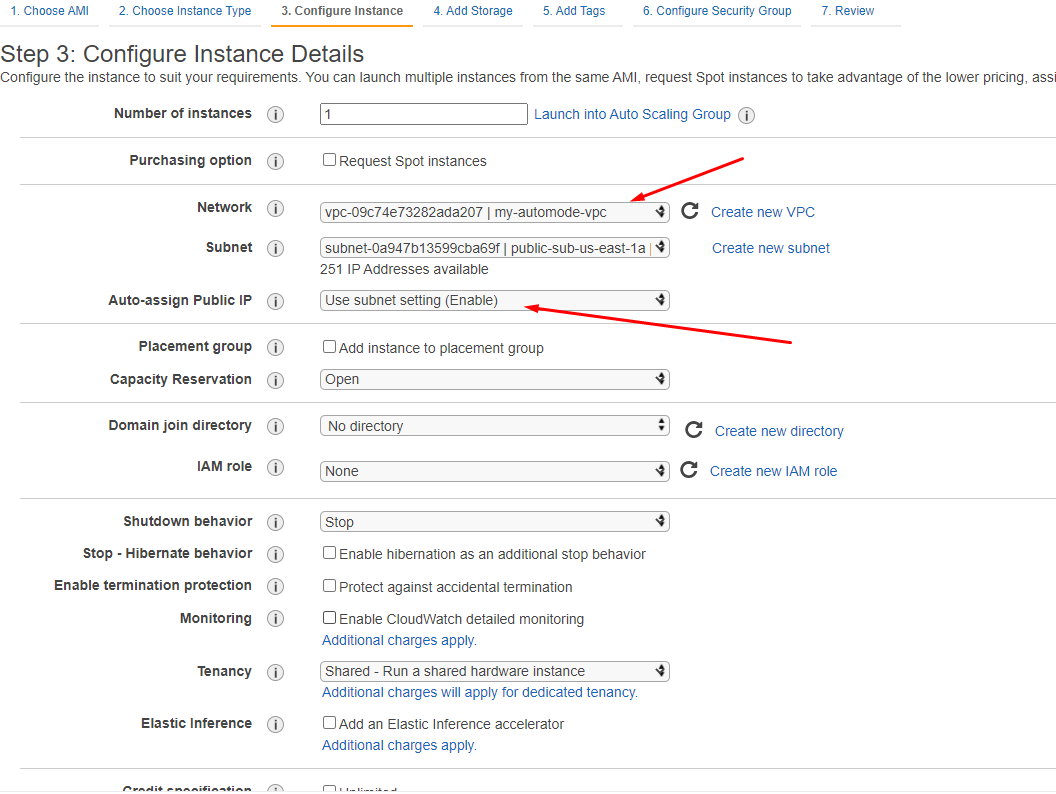 1. Choose AMI 2. Choose Instance Type 3. Configure Instance 4. Add Storage 5. Add Tags 6. Configure Security Group 7. Review
Step 3: Configure Instance Details
Configure the instance to suit your requirements. You can launch multiple instances from the same AMI, request Spot instances to take advantage of the lower pricing, assi
Number of instances i 1 Launch into Auto Scaling Group i
Purchasing option i Request Spot instances
Network i vpc-09c74e73282ada207 | my-automode-vpc Create new VPC
Subnet i subnet-0a947b13599cba69f | public-sub-us-east-1a | Create new subnet
251 IP Addresses available
Auto-assign Public IP i Use subnet setting (Enable)
Placement group i Add instance to placement group
Capacity Reservation i Open
Domain join directory i No directory Create new directory
IAM role i None Create new IAM role
Shutdown behavior i Stop
Stop - Hibernate behavior i Enable hibernation as an additional stop behavior
Enable termination protection i Protect against accidental termination
Monitoring i Enable CloudWatch detailed monitoring
Additional charges apply.
Tenancy i Shared - Run a shared hardware instance
Additional charges will apply for dedicated tenancy.
Elastic Inference i Add an Elastic Inference accelerator
Additional charges apply.
Credit specification i Unlimited